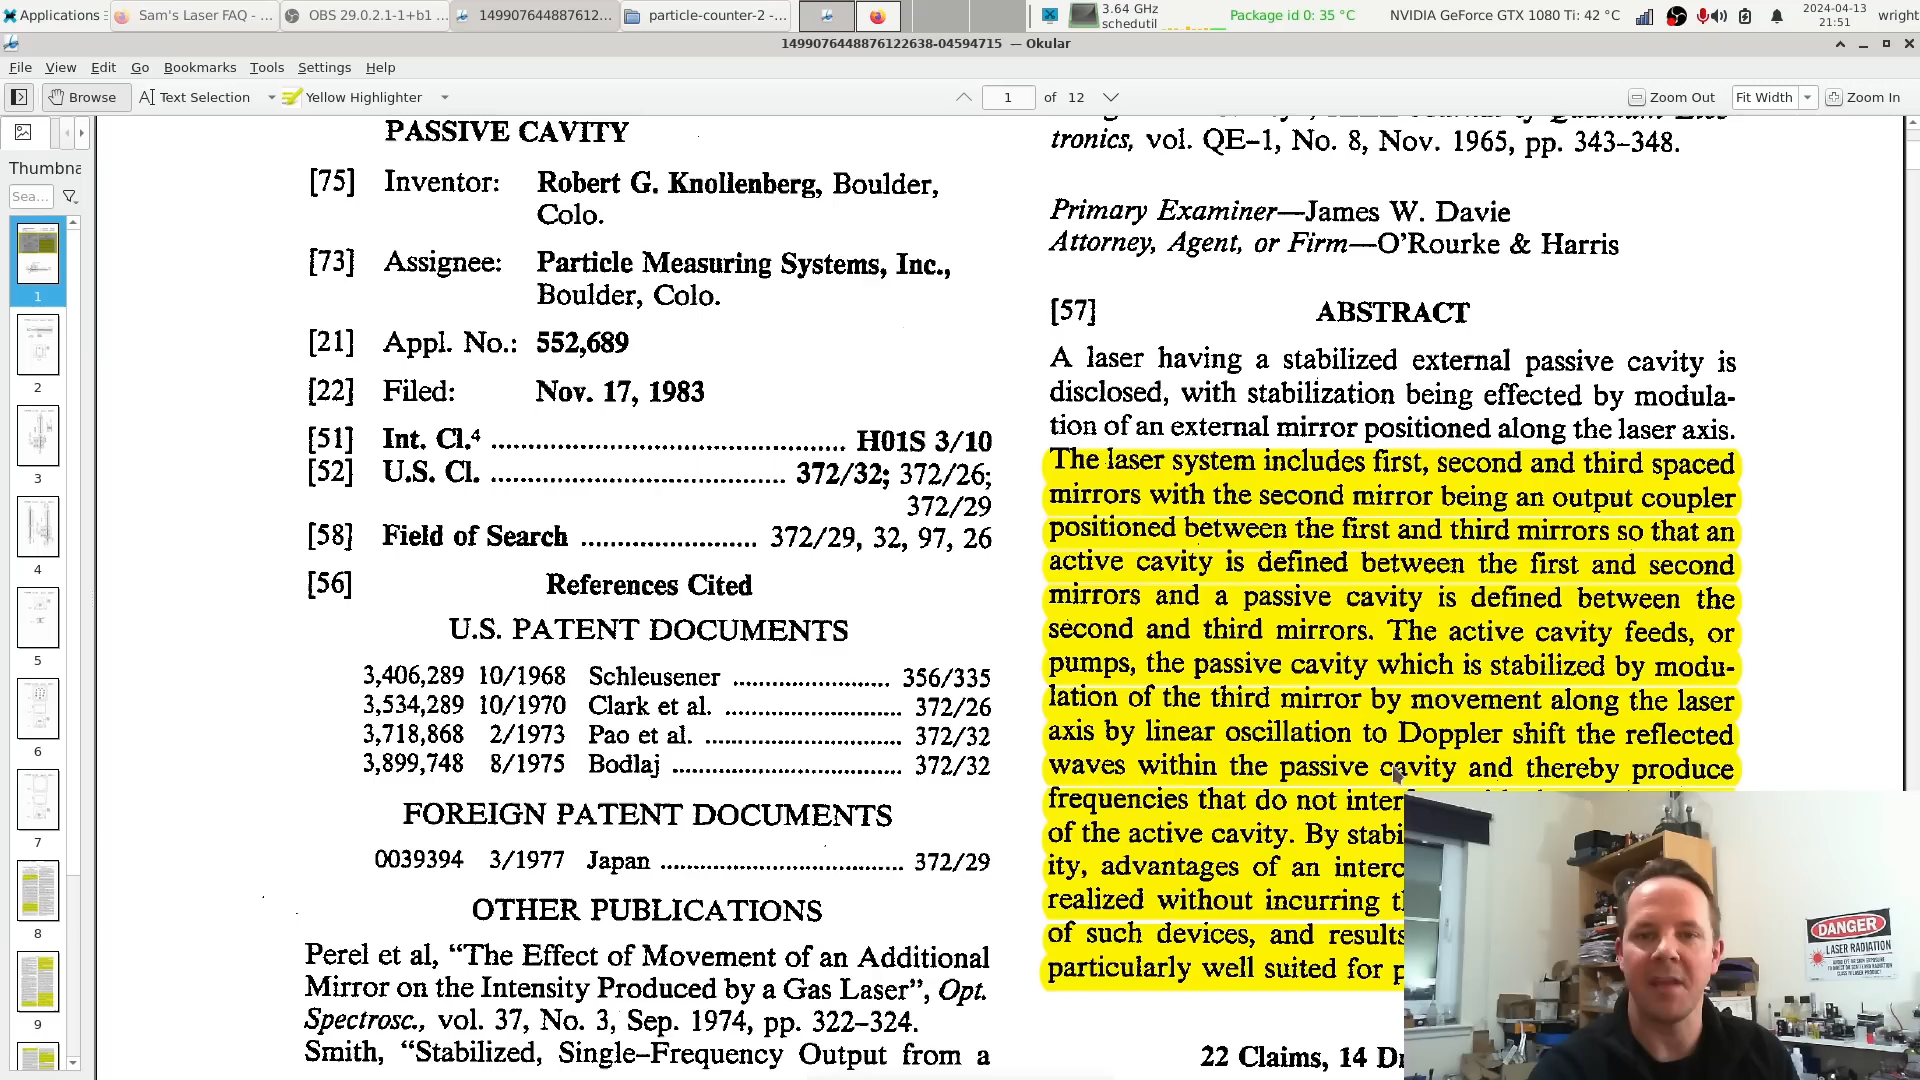 Applications
Sam's Laser FAQ - ...
OBS 29.0.2.1-1+b1 ...
149907644887612...
particle-counter-2 -...
3.64 GHz
schedutil
Package id 0: 35 °C
NVIDIA GeForce GTX 1080 Ti: 42 °C
2024-04-13
21:51
wright
1499076448876122638-04594715 — Okular
File View Edit Go Bookmarks Tools Settings Help
Browse Text Selection Yellow Highlighter 1 of 12 Zoom Out Fit Width Zoom In
Thumbna
Sea...
1
2
3
4
5
6
7
8
9
PASSIVE CAVITY
[75] Inventor: Robert G. Knollenberg, Boulder,
Colo.
[73] Assignee: Particle Measuring Systems, Inc.,
Boulder, Colo.
[21] Appl. No.: 552,689
[22] Filed: Nov. 17, 1983
[51] Int. Cl.⁴ ................................................ H01S 3/10
[52] U.S. Cl. ........................................ 372/32; 372/26;
372/29
[58] Field of Search ........................ 372/29, 32, 97, 26
[56] References Cited
U.S. PATENT DOCUMENTS
3,406,289 10/1968 Schleusener .......................... 356/335
3,534,289 10/1970 Clark et al. ............................. 372/26
3,718,868 2/1973 Pao et al. ................................ 372/32
3,899,748 8/1975 Bodlaj .................................... 372/32
FOREIGN PATENT DOCUMENTS
0039394 3/1977 Japan ....................................... 372/29
OTHER PUBLICATIONS
Perel et al, “The Effect of Movement of an Additional
Mirror on the Intensity Produced by a Gas Laser”, Opt.
Spectrosc., vol. 37, No. 3, Sep. 1974, pp. 322–324.
Smith, “Stabilized, Single–Frequency Output from a
tronics, vol. QE–1, No. 8, Nov. 1965, pp. 343–348.
Primary Examiner—James W. Davie
Attorney, Agent, or Firm—O'Rourke & Harris
[57] ABSTRACT
A laser having a stabilized external passive cavity is
disclosed, with stabilization being effected by modula-
tion of an external mirror positioned along the laser axis.
The laser system includes first, second and third spaced
mirrors with the second mirror being an output coupler
positioned between the first and third mirrors so that an
active cavity is defined between the first and second
mirrors and a passive cavity is defined between the
second and third mirrors. The active cavity feeds, or
pumps, the passive cavity which is stabilized by modu-
lation of the third mirror by movement along the laser
axis by linear oscillation to Doppler shift the reflected
waves within the passive cavity and thereby produce
frequencies that do not inter
of the active cavity. By stabi
ity, advantages of an interc
realized without incurring t
of such devices, and results
particularly well suited for p
22 Claims, 14 D
DANGER
LASER RADIATION